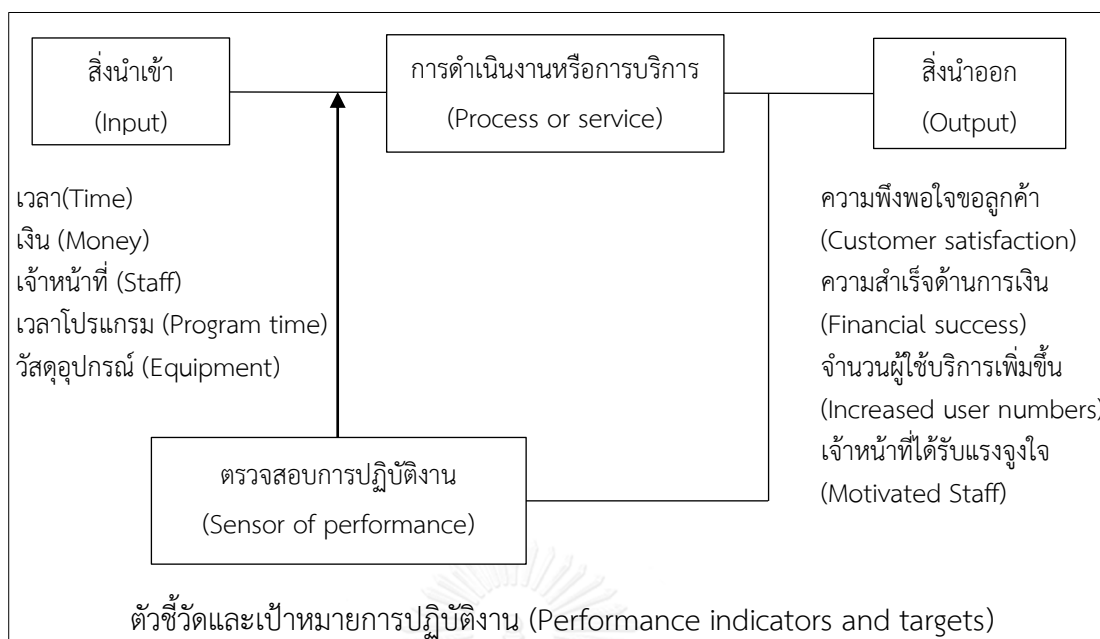 สิ่งนำเข้า
(Input)
การดำเนินงานหรือการบริการ
(Process or service)
สิ่งนำออก
(Output)
เวลา(Time)
เงิน (Money)
เจ้าหน้าที่ (Staff)
เวลาโปรแกรม (Program time)
วัสดุอุปกรณ์ (Equipment)
ความพึงพอใจขอลูกค้า
(Customer satisfaction)
ความสำเร็จด้านการเงิน
(Financial success)
จำนวนผู้ใช้บริการเพิ่มขึ้น
(Increased user numbers)
เจ้าหน้าที่ได้รับแรงจูงใจ
(Motivated Staff)
ตรวจสอบการปฏิบัติงาน
(Sensor of performance)
ตัวชี้วัดและเป้าหมายการปฏิบัติงาน (Performance indicators and targets)